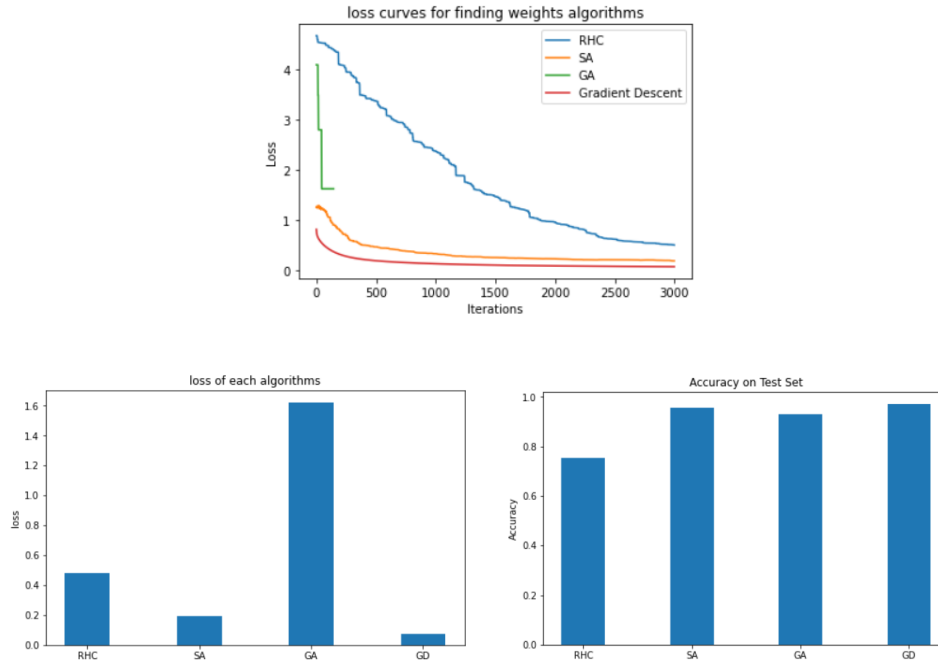 loss curves for finding weights algorithms
RHC
SA
GA
Gradient Descent
4
3
2
1
0
Loss
0 500 1000 1500 2000 2500 3000
Iterations
loss of each algorithms
1.6
1.4
1.2
1.0
0.8
0.6
0.4
0.2
0.0
loss
RHC SA GA GD
Accuracy on Test Set
1.0
0.8
0.6
0.4
0.2
0.0
Accuracy
RHC SA GA GD